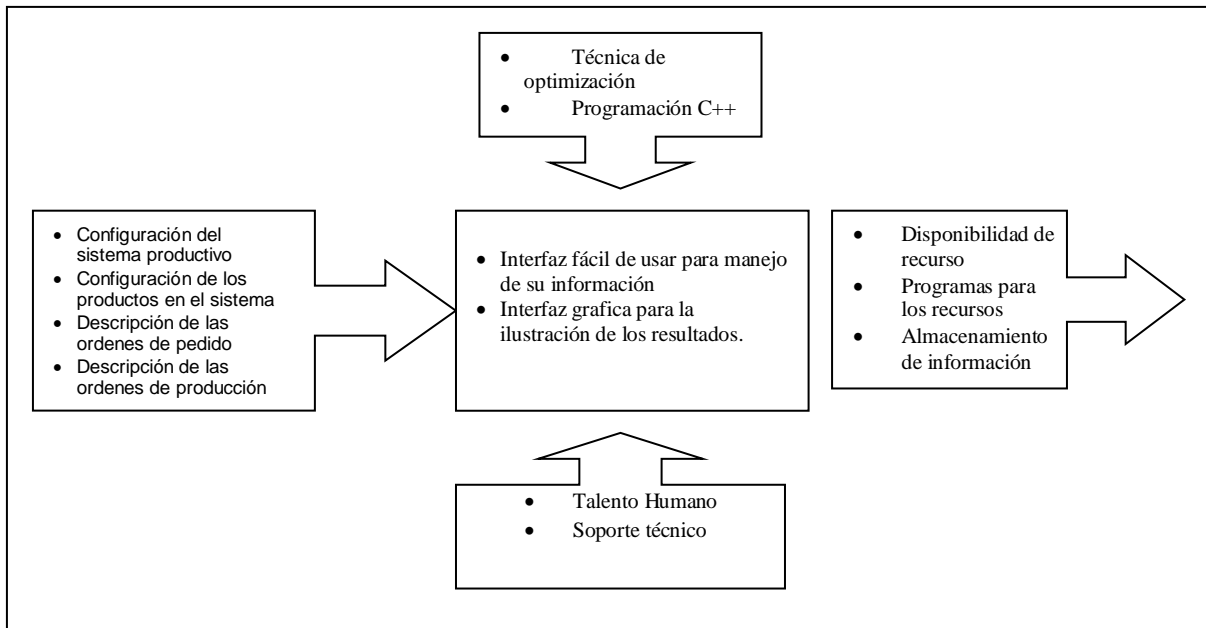 • Técnica de
optimización
• Programación C++
• Configuración del
sistema productivo
• Configuración de los
productos en el sistema
• Descripción de las
ordenes de pedido
• Descripción de las
ordenes de producción
• Interfaz fácil de usar para manejo
de su información
• Interfaz grafica para la
ilustración de los resultados.
• Disponibilidad de
recurso
• Programas para
los recursos
• Almacenamiento
de información
• Talento Humano
• Soporte técnico